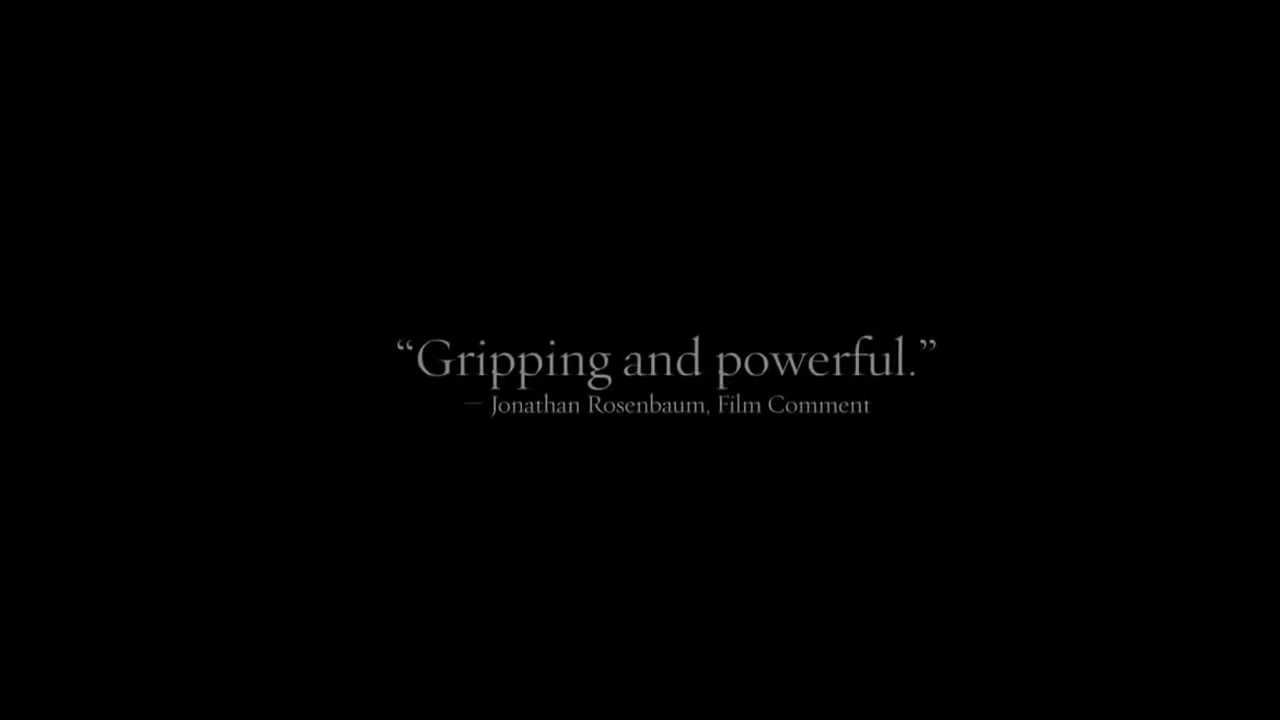 “Gripping and powerful.”
— Jonathan Rosenbaum, Film Comment